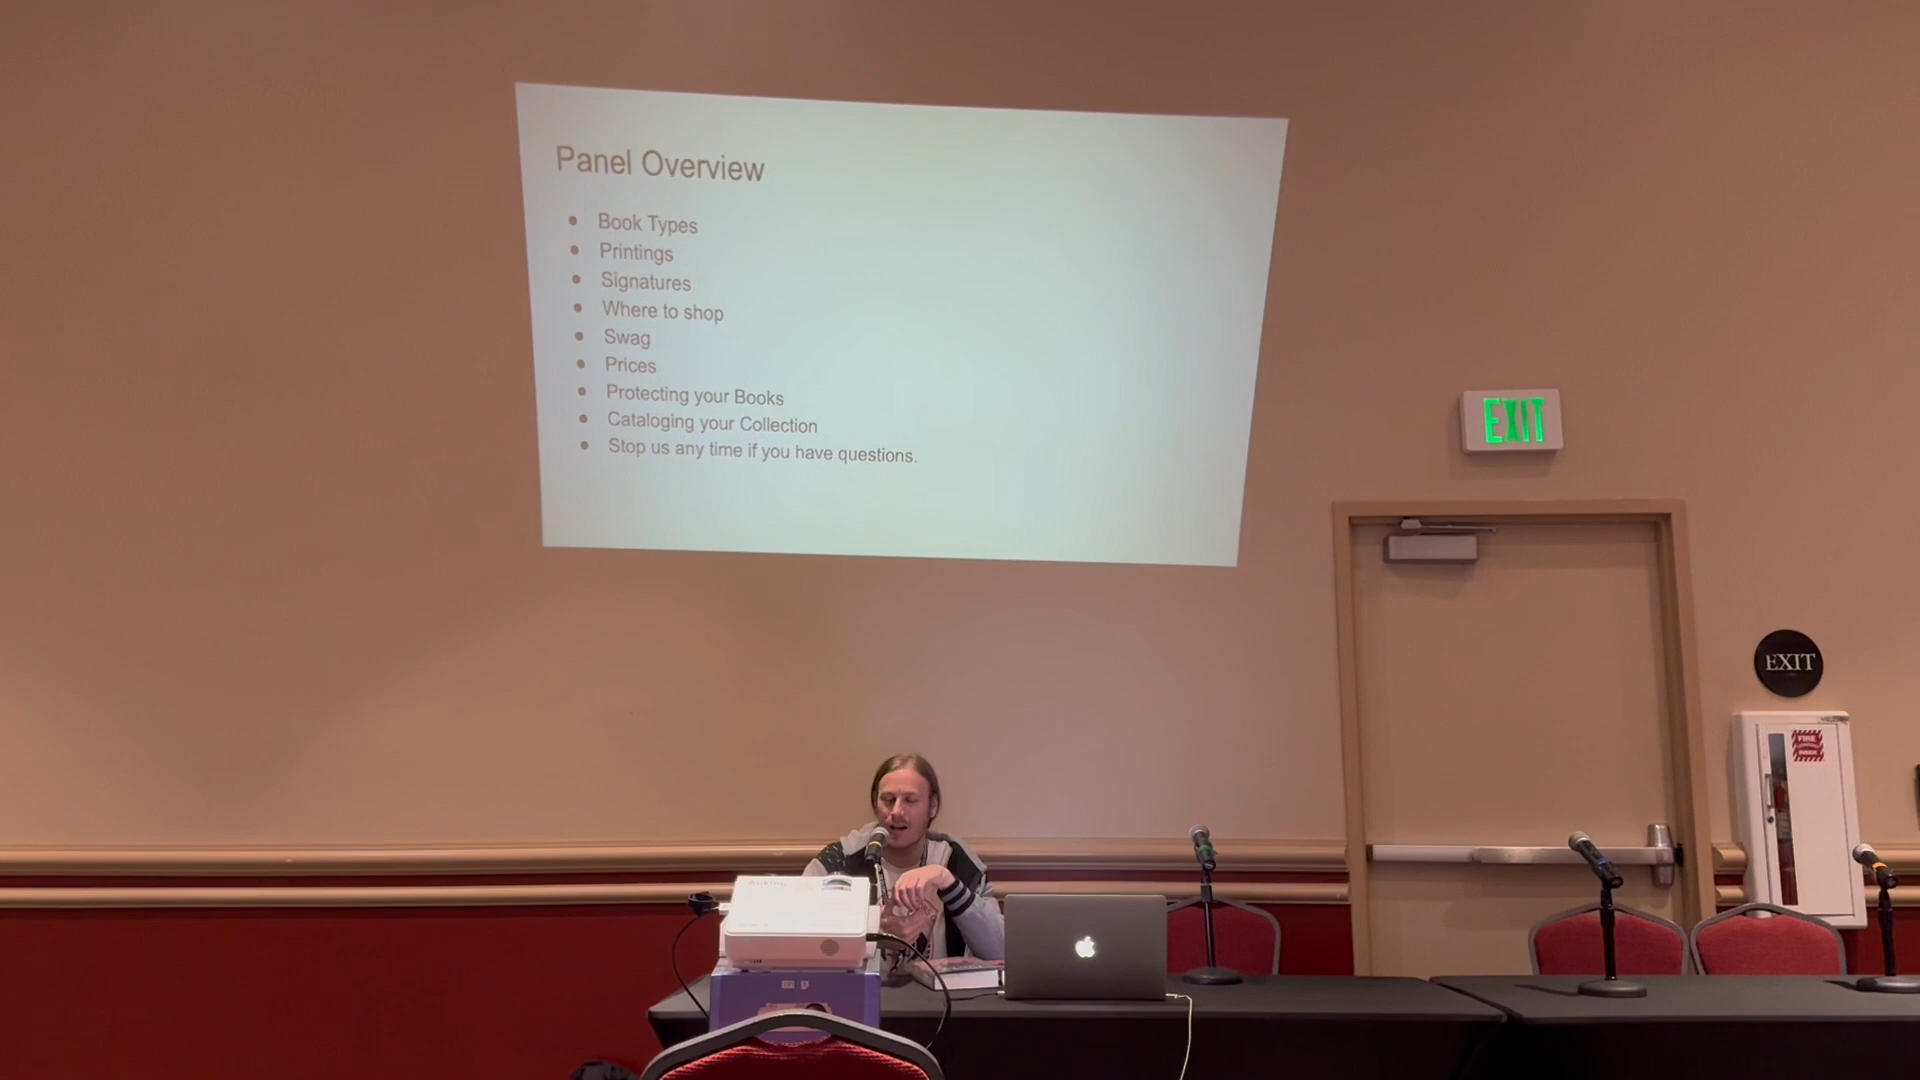 Panel Overview
● Book Types
● Printings
● Signatures
● Where to shop
● Swag
● Prices
● Protecting your Books
● Cataloging your Collection
● Stop us any time if you have questions.
EXIT
EXIT
FIRE